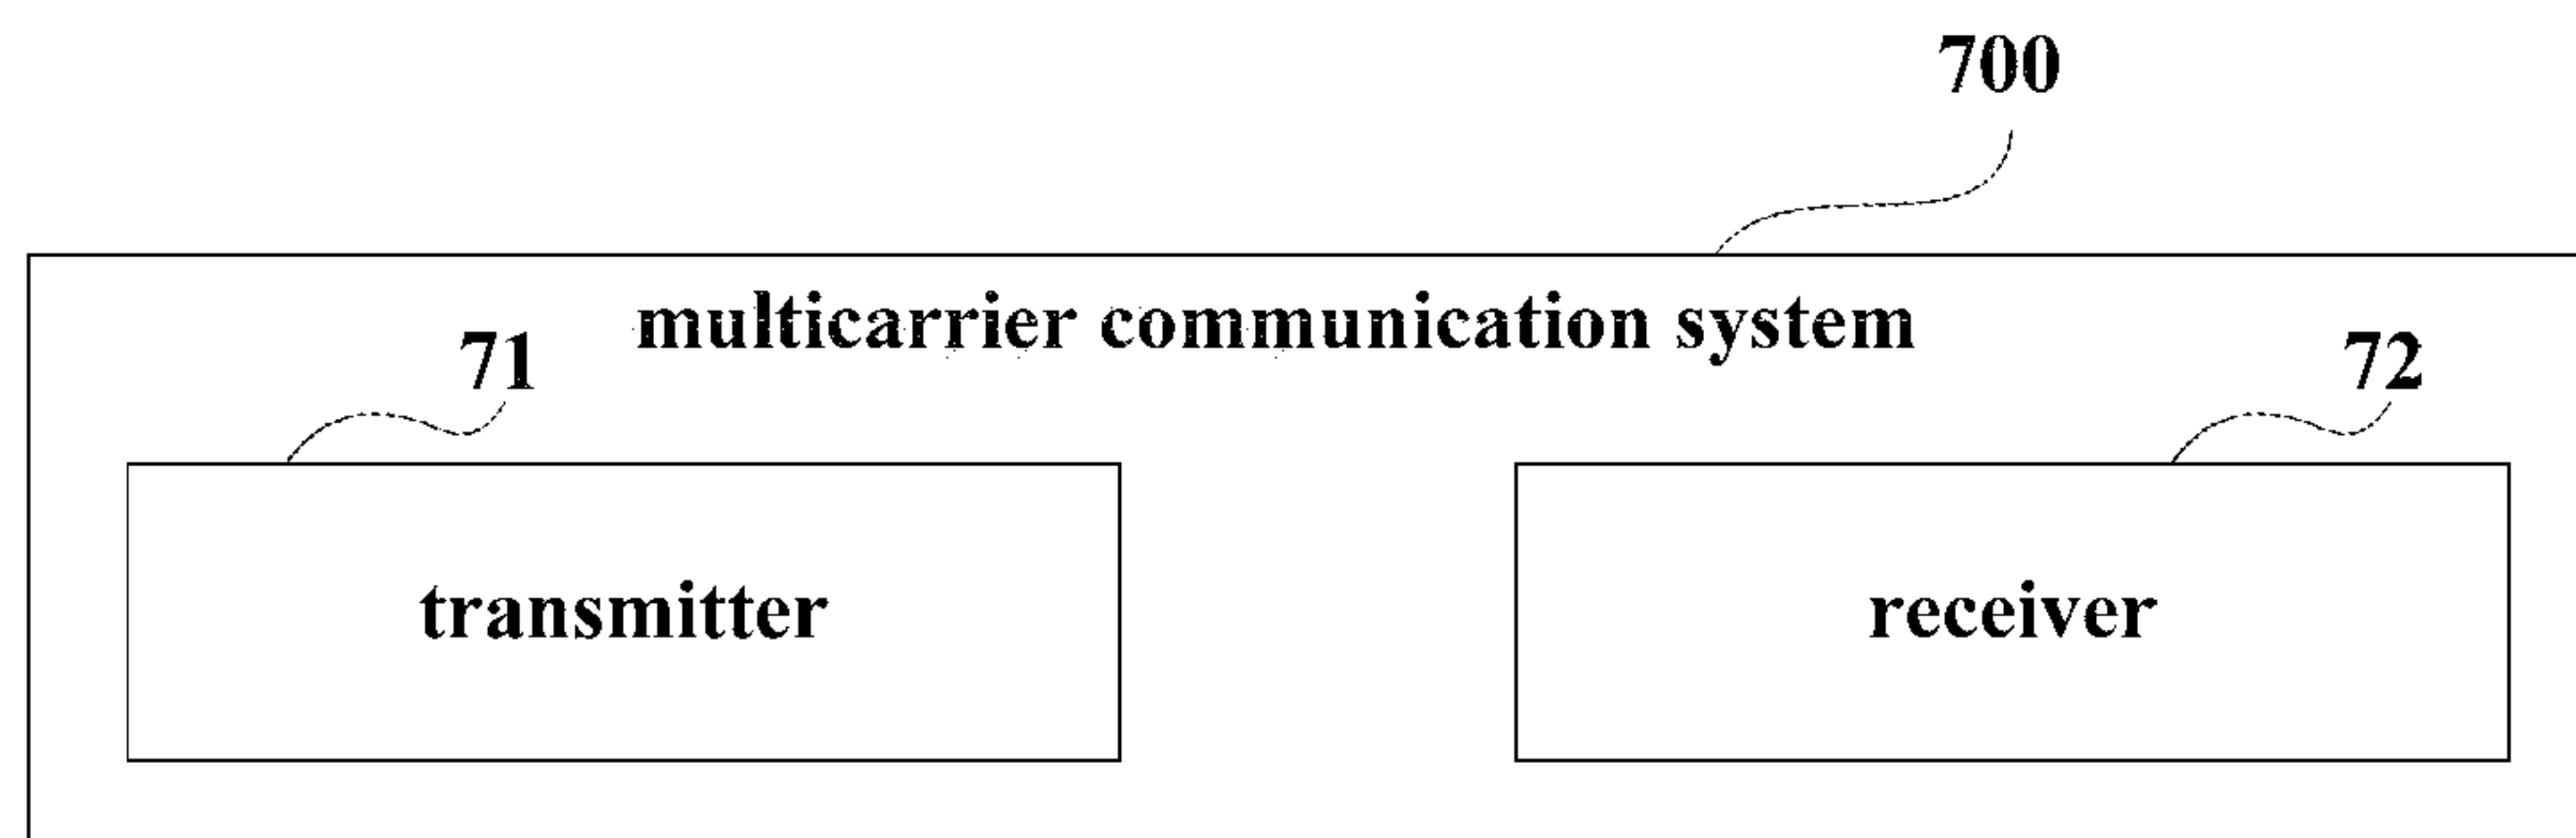 700
multicarrier communication system
71
72
transmitter
receiver